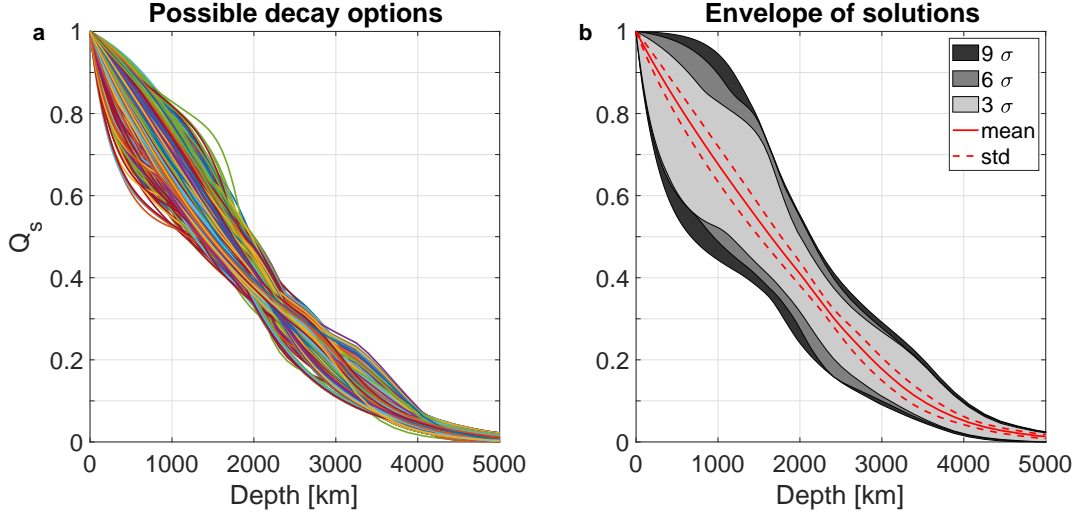 Possible decay options
a
1
0.8
0.6
0.4
0.2
0
Q_s
0 1000 2000 3000 4000 5000
Depth [km]
Envelope of solutions
b
1
0.8
0.6
0.4
0.2
0
9 σ
6 σ
3 σ
mean
std
0 1000 2000 3000 4000 5000
Depth [km]